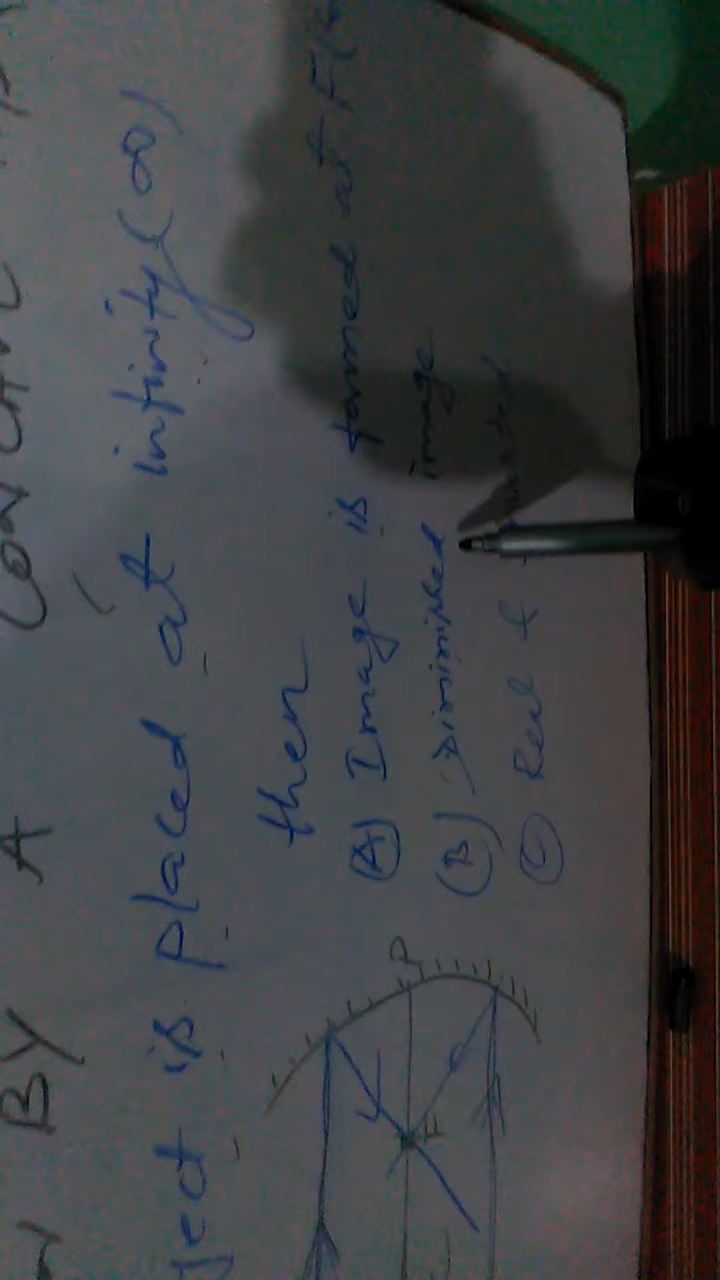 BY A CONCAVE
ject is placed at infinity (∞)
then
(A) Image is formed at F
(B) Diminished image
(C) Real &
P
F